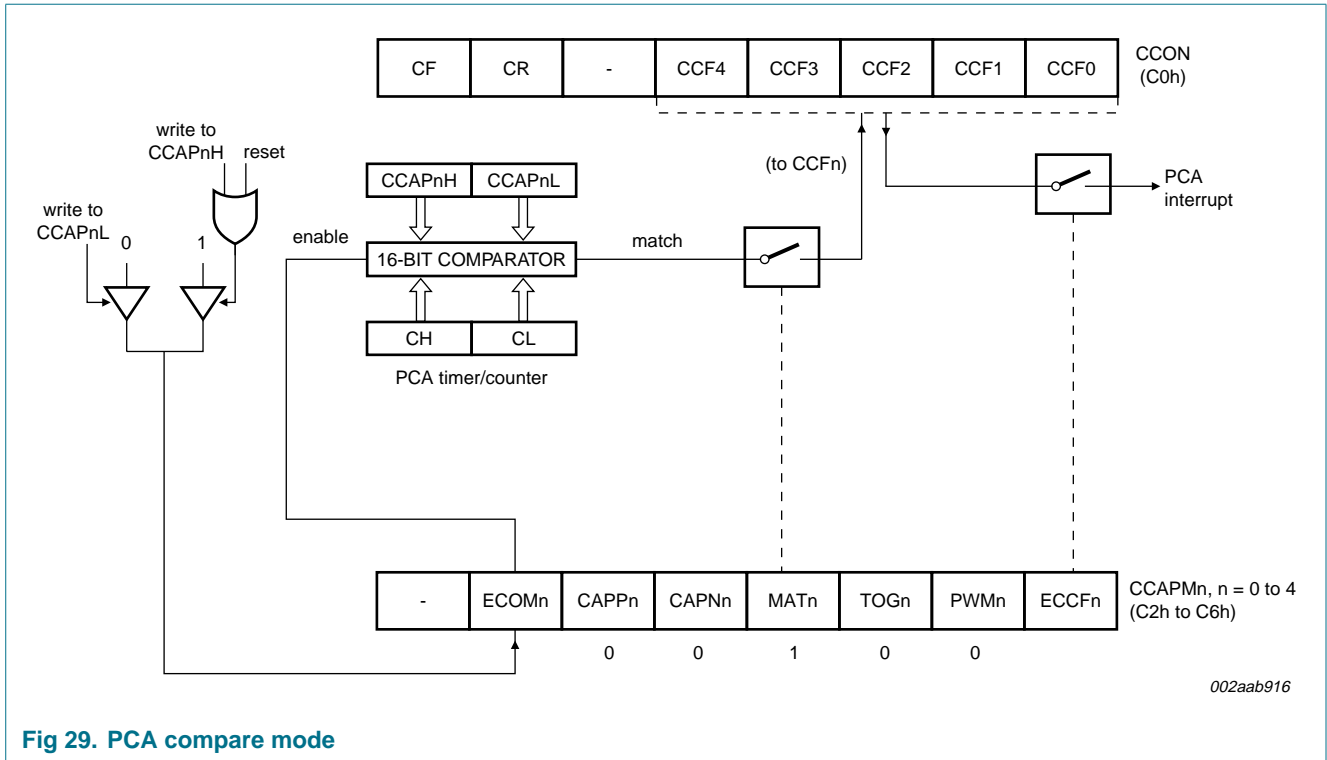 CF CR - CCF4 CCF3 CCF2 CCF1 CCF0
CCON
(C0h)
write to
CCAPnH
reset
write to
CCAPnL
0
1
enable
CCAPnH CCAPnL
16-BIT COMPARATOR
CH CL
PCA timer/counter
match
(to CCFn)
PCA
interrupt
- ECOMn CAPPn CAPNn MATn TOGn PWMn ECCFn
CCAPMn, n = 0 to 4
(C2h to C6h)
0 0 1 0 0
002aab916
Fig 29. PCA compare mode